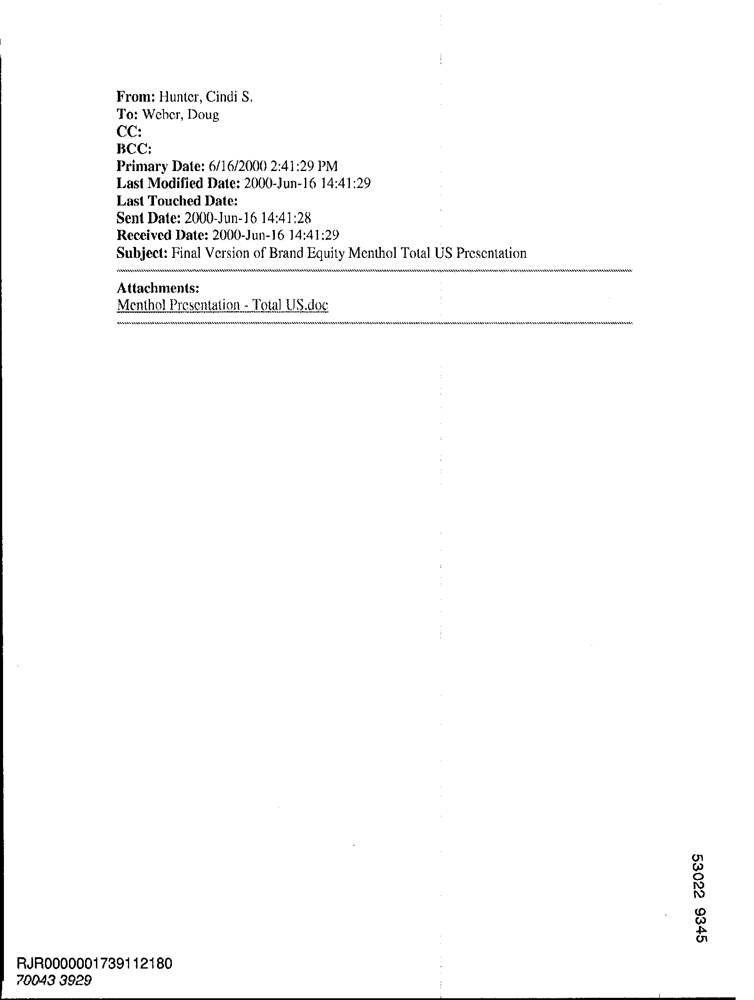 From: Hunter, Cindi S.
To: Weber, Doug
CC:
BCC:
Primary Date: 6/16/2000 2:41:29 PM
Last Modified Date: 2000-Jun-16 14:41:29
Last Touched Date:
Sent Date: 2000-Jun-16 14:41:28
Received Date: 2000-Jun-16 14:41:29
Subject: Final Version of Brand Equity Menthol Total US Presentation
Attachments:
Menthol Presentation - Total US.doc
53022 9345
RJR0000001739112180
70043 3929